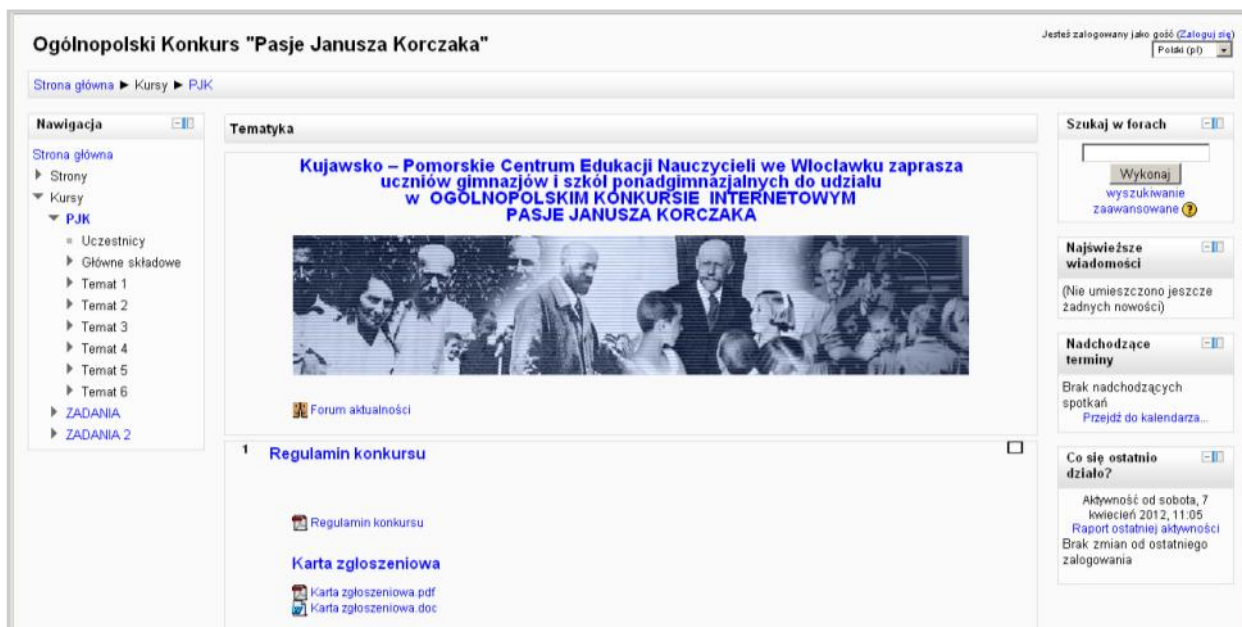 Ogólnopolski Konkurs "Pasje Janusza Korczaka"
Jesteś zalogowany jako gość (Zaloguj się)
Polski (pl)
Strona główna ► Kursy ► PJK
Nawigacja
Strona główna
Strony
Kursy
PJK
Uczestnicy
Główne składowe
Temat 1
Temat 2
Temat 3
Temat 4
Temat 5
Temat 6
ZADANIA
ZADANIA 2
Tematyka
Kujawsko – Pomorskie Centrum Edukacji Nauczycieli we Wlocławku zaprasza
uczniów gimnazjów i szkól ponadgimnazjalnych do udzialu
w OGÓLNOPOLSKIM KONKURSIE INTERNETOWYM
PASJE JANUSZA KORCZAKA
Forum aktualności
1 Regulamin konkursu
Regulamin konkursu
Karta zgloszeniowa
Karta zgłoszeniowa.pdf
Karta zgłoszeniowa.doc
Szukaj w forach
Wykonaj
wyszukiwanie
zaawansowane ?
Najświeższe
wiadomości
(Nie umieszczono jeszcze
żadnych nowości)
Nadchodzące
terminy
Brak nadchodzących
spotkań
Przejdź do kalendarza...
Co się ostatnio
działo?
Aktywność od sobota, 7
kwiecień 2012, 11:05
Raport ostatniej aktywności
Brak zmian od ostatniego
zalogowania